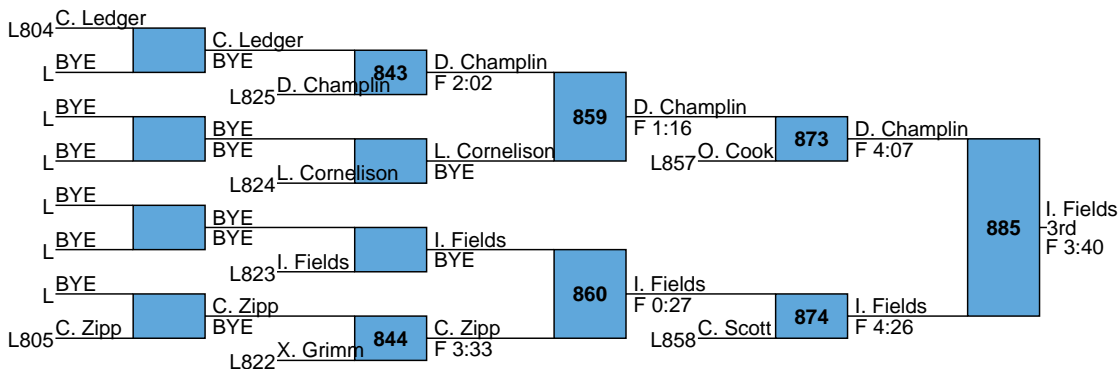 C. Ledger
L804
BYE
L
C. Ledger
BYE
843
D. Champlin
L825
D. Champlin
F 2:02
BYE
L
BYE
L
BYE
BYE
L. Cornelison
L824
L. Cornelison
BYE
859
D. Champlin
F 1:16
O. Cook
L857
873
D. Champlin
F 4:07
BYE
L
BYE
L
BYE
BYE
I. Fields
L823
I. Fields
BYE
BYE
L
C. Zipp
L805
C. Zipp
BYE
844
X. Grimm
L822
C. Zipp
F 3:33
860
I. Fields
F 0:27
C. Scott
L858
874
I. Fields
F 4:26
885
I. Fields
3rd
F 3:40